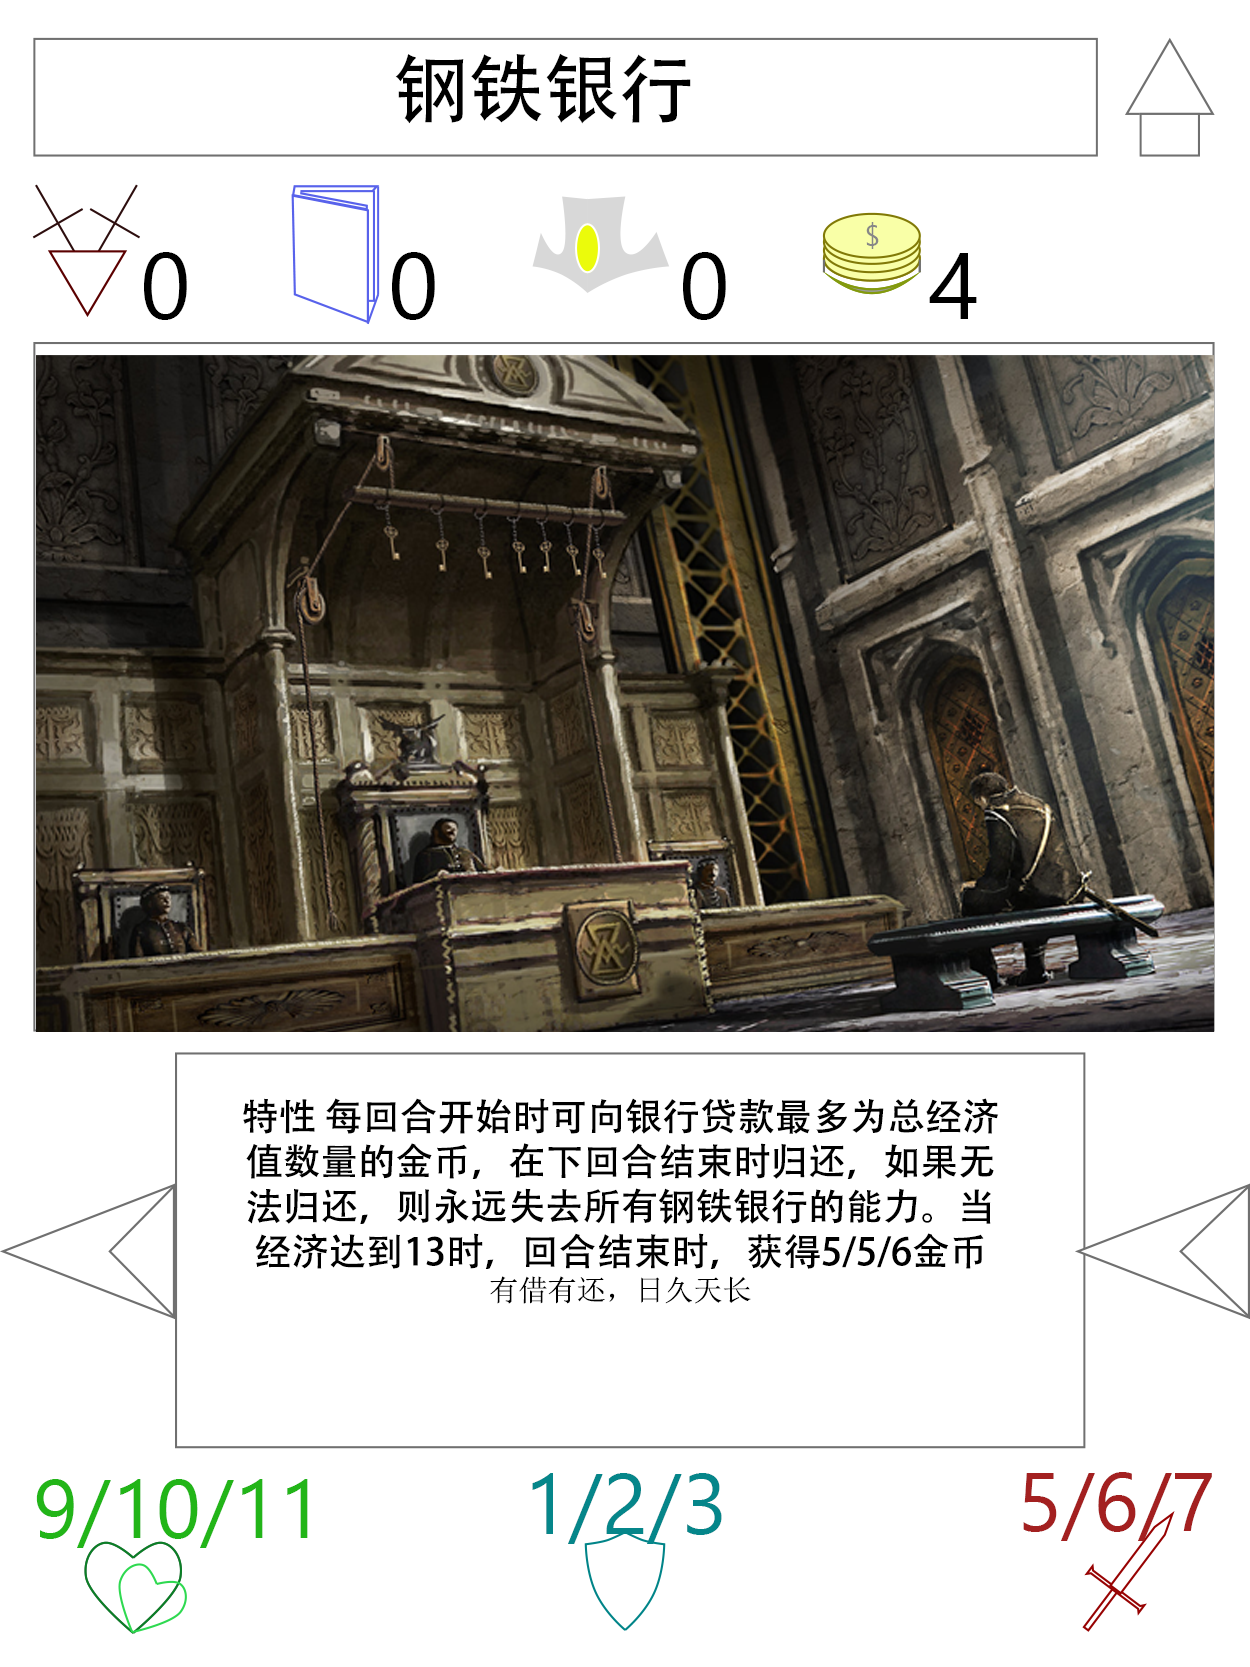 钢铁银行
0
0
0
$
4
特性 每回合开始时可向银行贷款最多为总经济
值数量的金币，在下回合结束时归还，如果无
法归还，则永远失去所有钢铁银行的能力。当
经济达到13时，回合结束时，获得5/5/6金币
有借有还，日久天长
9/10/11
1/2/3
5/6/7